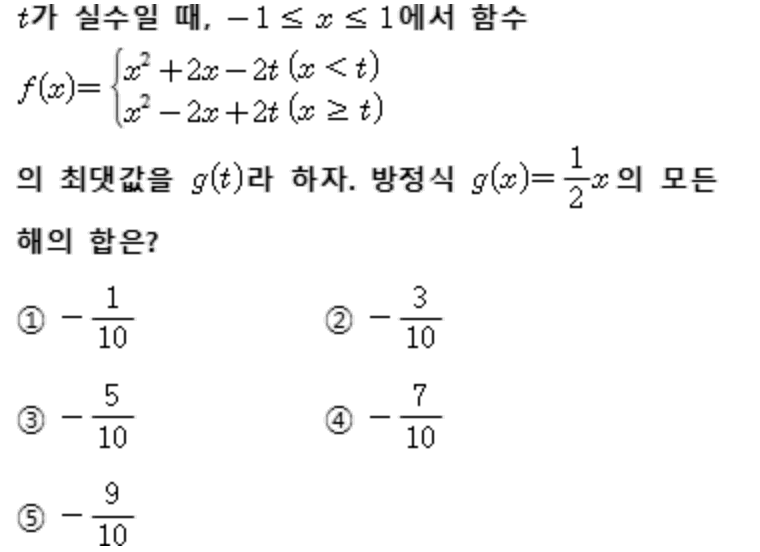 t가 실수일 때, −1 ≤ x ≤ 1에서 함수
f(x)= { x² +2x−2t (x < t)
x² −2x+2t (x ≥ t)
의 최댓값을 g(t)라 하자. 방정식 g(x)= 1/2 x의 모든
해의 합은?
① − 1/10 ② − 3/10
③ − 5/10 ④ − 7/10
⑤ − 9/10